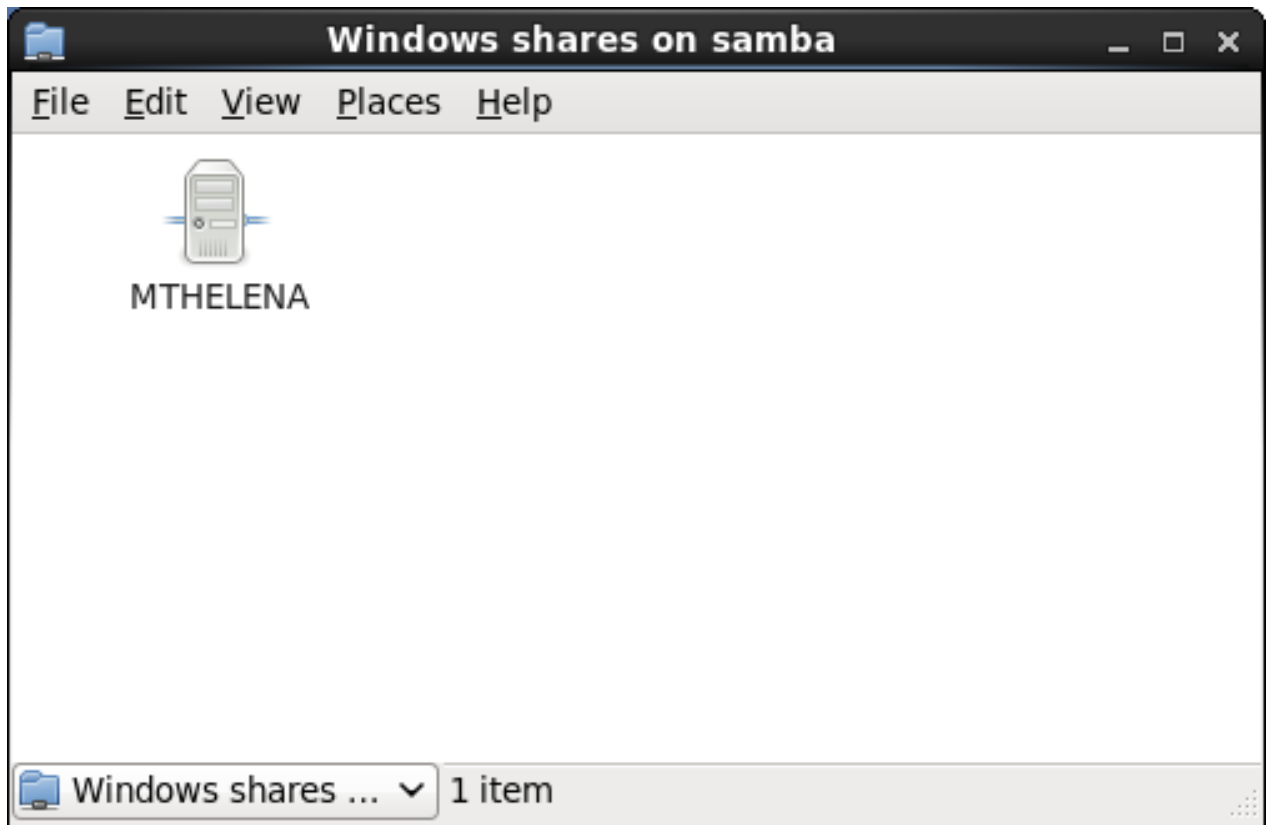 Windows shares on samba
File Edit View Places Help
MTHELENA
Windows shares ... 1 item